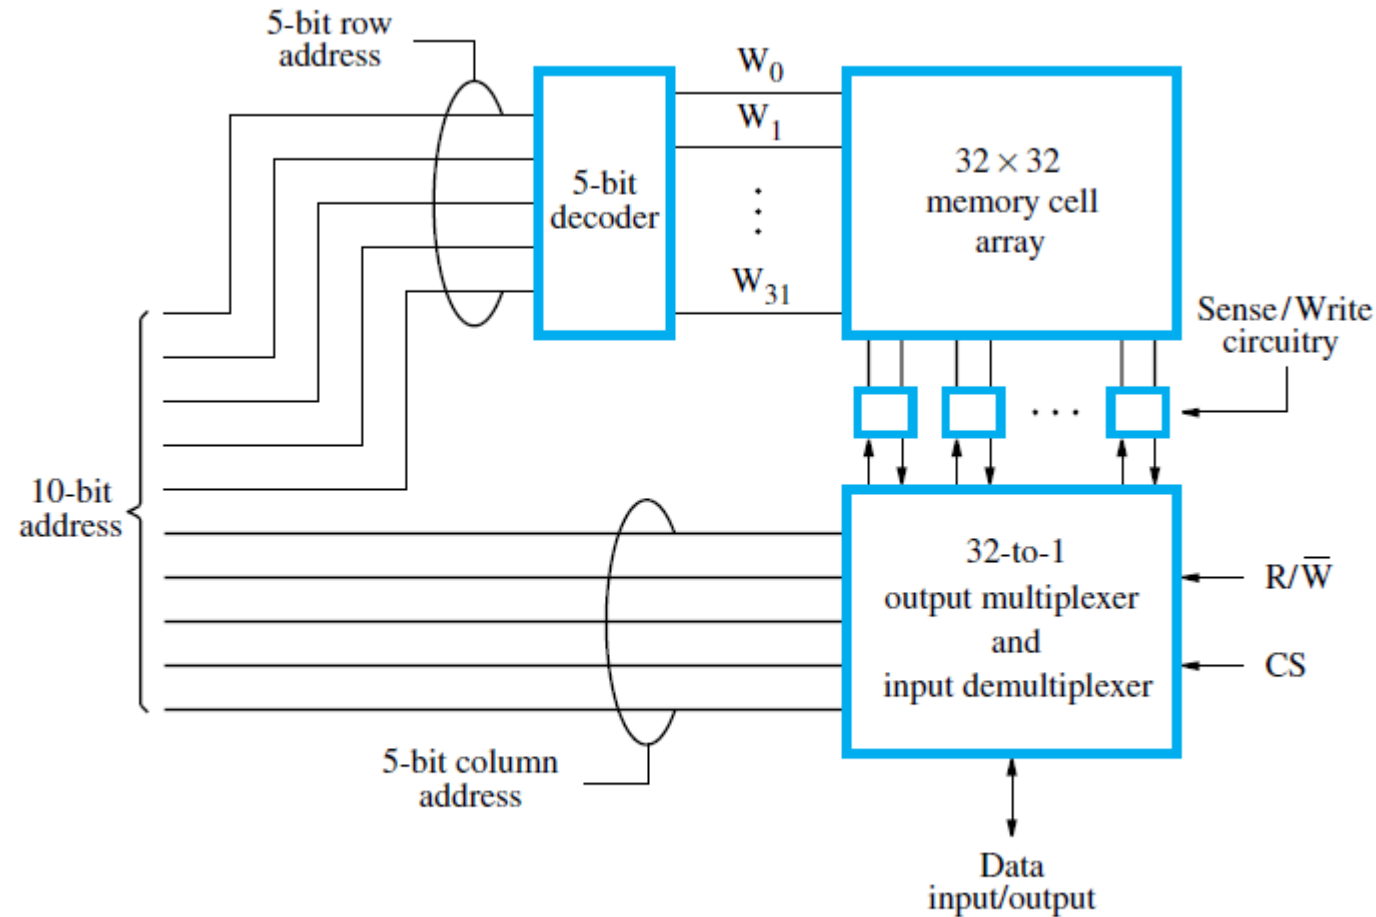 5-bit row
address
W0
W1
W31
5-bit
decoder
32 × 32
memory cell
array
Sense/Write
circuitry
10-bit
address
32-to-1
output multiplexer
and
input demultiplexer
R/W̅
CS
5-bit column
address
Data
input/output